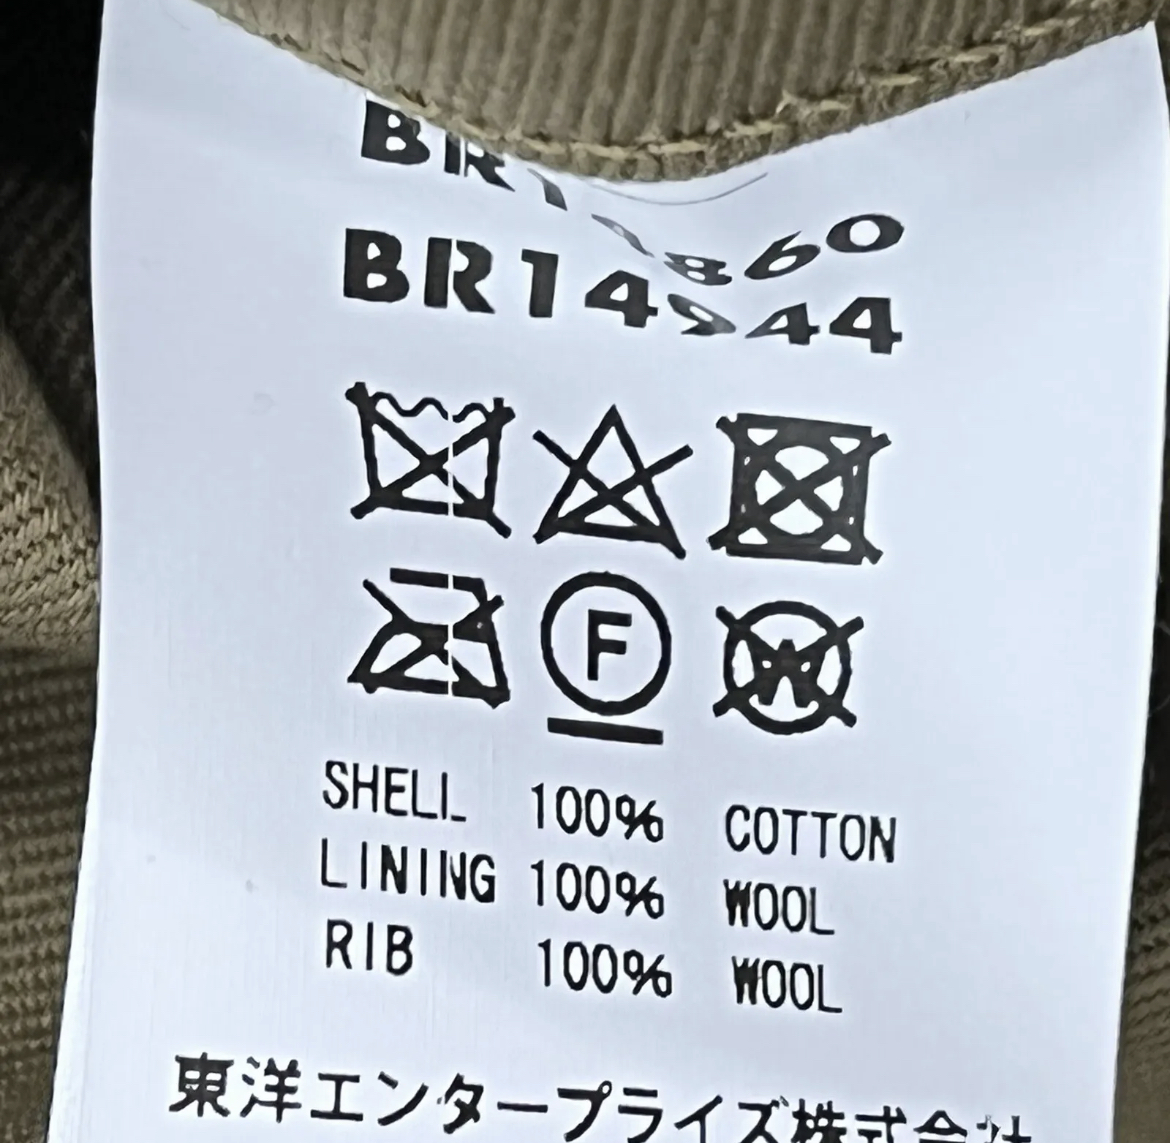 BR14860
BR14944
F
W
SHELL 100% COTTON
LINING 100% WOOL
RIB 100% WOOL
東洋エンタープライズ株式会社